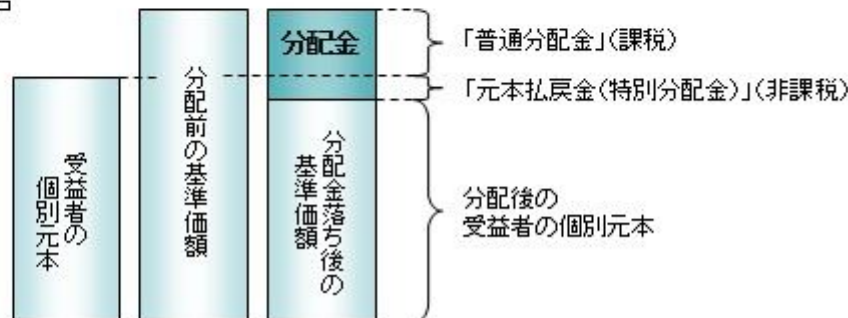 受益者の
個別元本
分配前の基準価額
分配金
分配金落ち後の
基準価額
「普通分配金」(課税)
「元本払戻金(特別分配金)」(非課税)
分配後の
受益者の個別元本